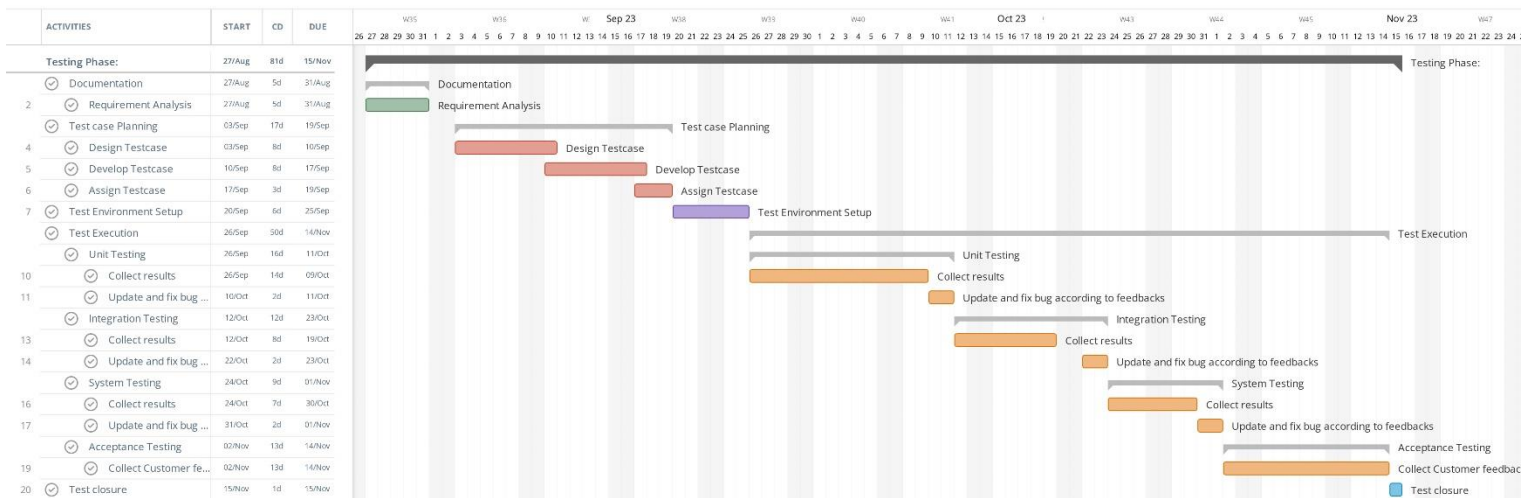 W35 W36 W: Sep 23 W38 W39 W40 W41 Oct 23 W43 W44 W45 Nov 23 W47
ACTIVITIES START CD DUE
26 27 28 29 30 31 1 2 3 4 5 6 7 8 9 10 11 12 13 14 15 16 17 18 19 20 21 22 23 24 25 26 27 28 29 30 1 2 3 4 5 6 7 8 9 10 11 12 13 14 15 16 17 18 19 20 21 22 23 24 25 26 27 28 29 30 31 1 2 3 4 5 6 7 8 9 10 11 12 13 14 15 16 17 18 19 20 21 22 23 24
Testing Phase: 27/Aug 81d 15/Nov Testing Phase:
Documentation 27/Aug 5d 31/Aug Documentation
2 Requirement Analysis 27/Aug 5d 31/Aug Requirement Analysis
Test case Planning 03/Sep 17d 19/Sep Test case Planning
4 Design Testcase 03/Sep 8d 10/Sep Design Testcase
5 Develop Testcase 10/Sep 8d 17/Sep Develop Testcase
6 Assign Testcase 17/Sep 3d 19/Sep Assign Testcase
7 Test Environment Setup 20/Sep 6d 25/Sep Test Environment Setup
Test Execution 26/Sep 50d 14/Nov Test Execution
Unit Testing 26/Sep 16d 11/Oct Unit Testing
10 Collect results 26/Sep 14d 09/Oct Collect results
11 Update and fix bug ... 10/Oct 2d 11/Oct Update and fix bug according to feedbacks
Integration Testing 12/Oct 12d 23/Oct Integration Testing
13 Collect results 12/Oct 8d 19/Oct Collect results
14 Update and fix bug ... 22/Oct 2d 23/Oct Update and fix bug according to feedbacks
System Testing 24/Oct 9d 01/Nov System Testing
16 Collect results 24/Oct 7d 30/Oct Collect results
17 Update and fix bug ... 31/Oct 2d 01/Nov Update and fix bug according to feedbacks
Acceptance Testing 02/Nov 13d 14/Nov Acceptance Testing
19 Collect Customer fe... 02/Nov 13d 14/Nov Collect Customer feedbac
20 Test closure 15/Nov 1d 15/Nov Test closure